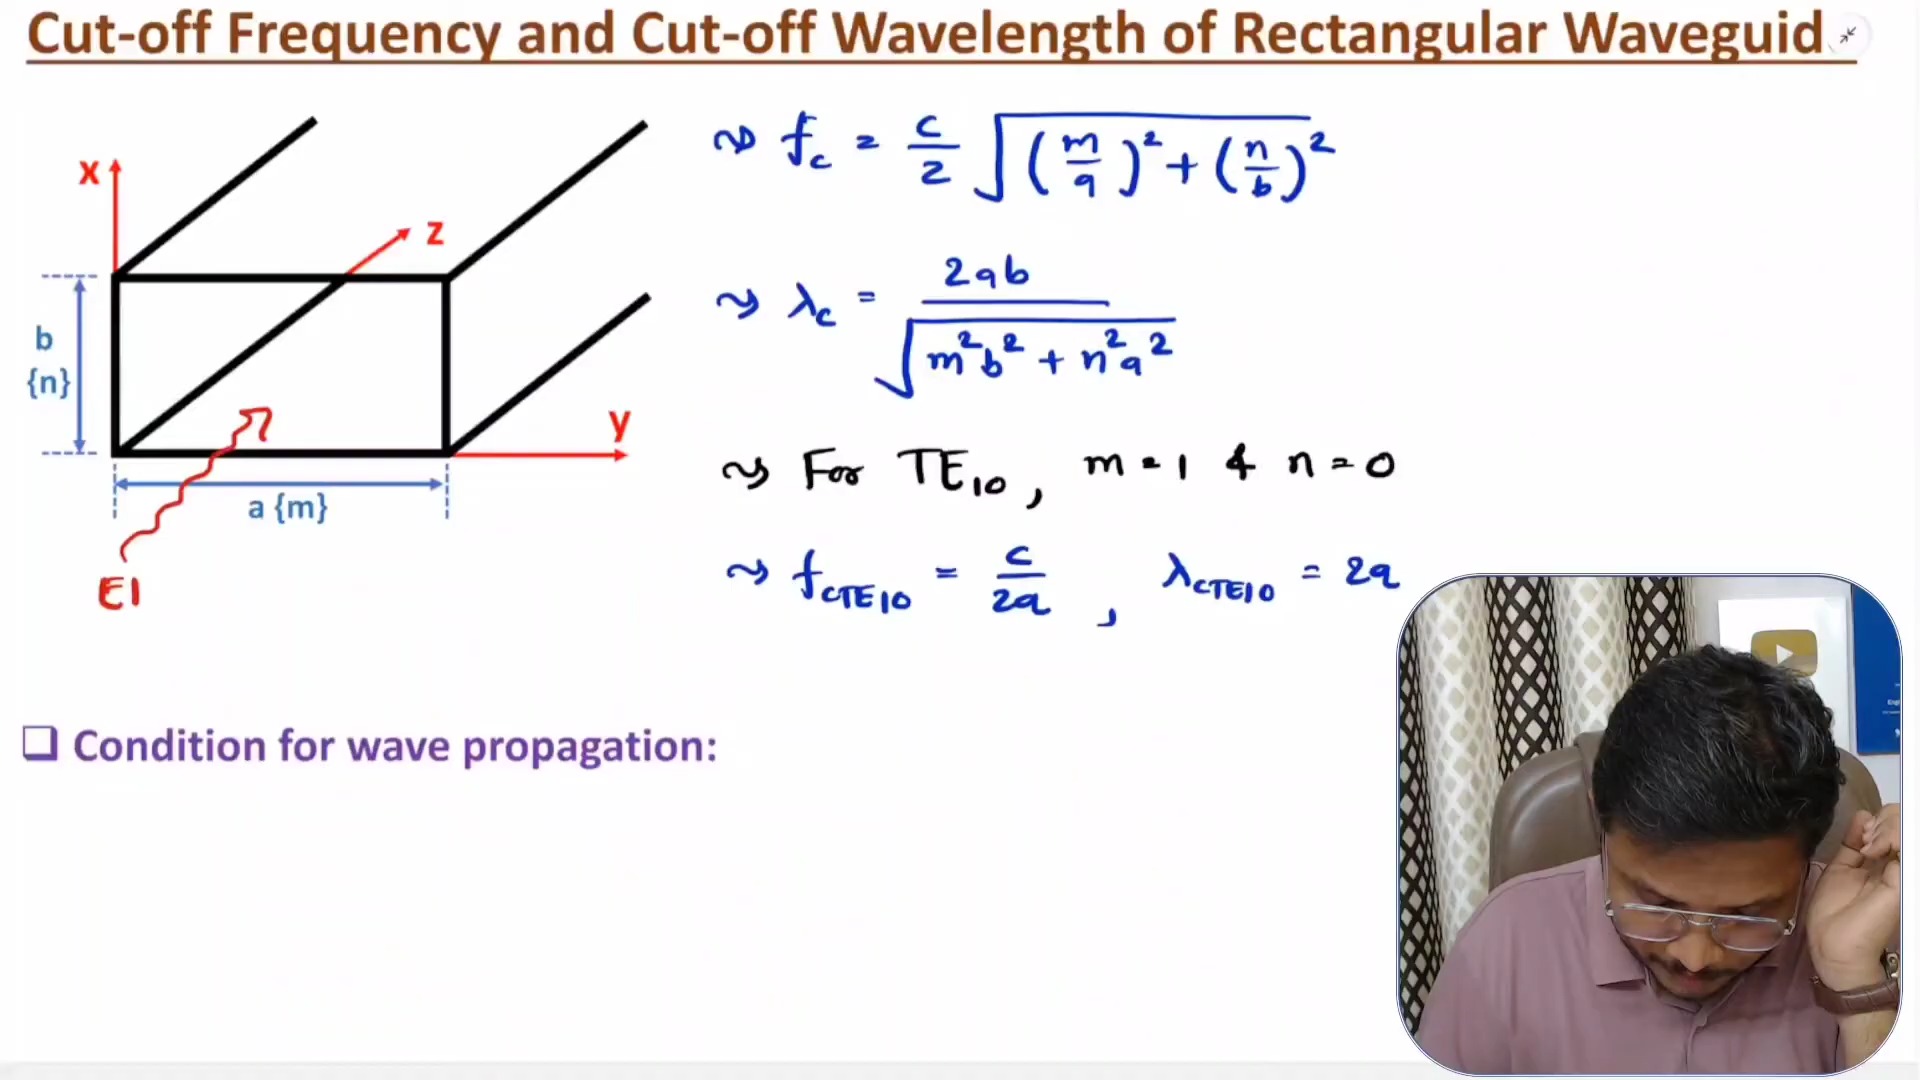 Cut-off Frequency and Cut-off Wavelength of Rectangular Waveguid
x
z
b
{n}
y
a {m}
E1
↝ f_c = c/2 √((m/a)² + (n/b)²)
↝ λ_c = 2ab / √(m²b² + n²a²)
↝ For TE₁₀, m = 1 & n = 0
↝ f_cTE10 = c/2a , λ_cTE10 = 2a
❑ Condition for wave propagation: